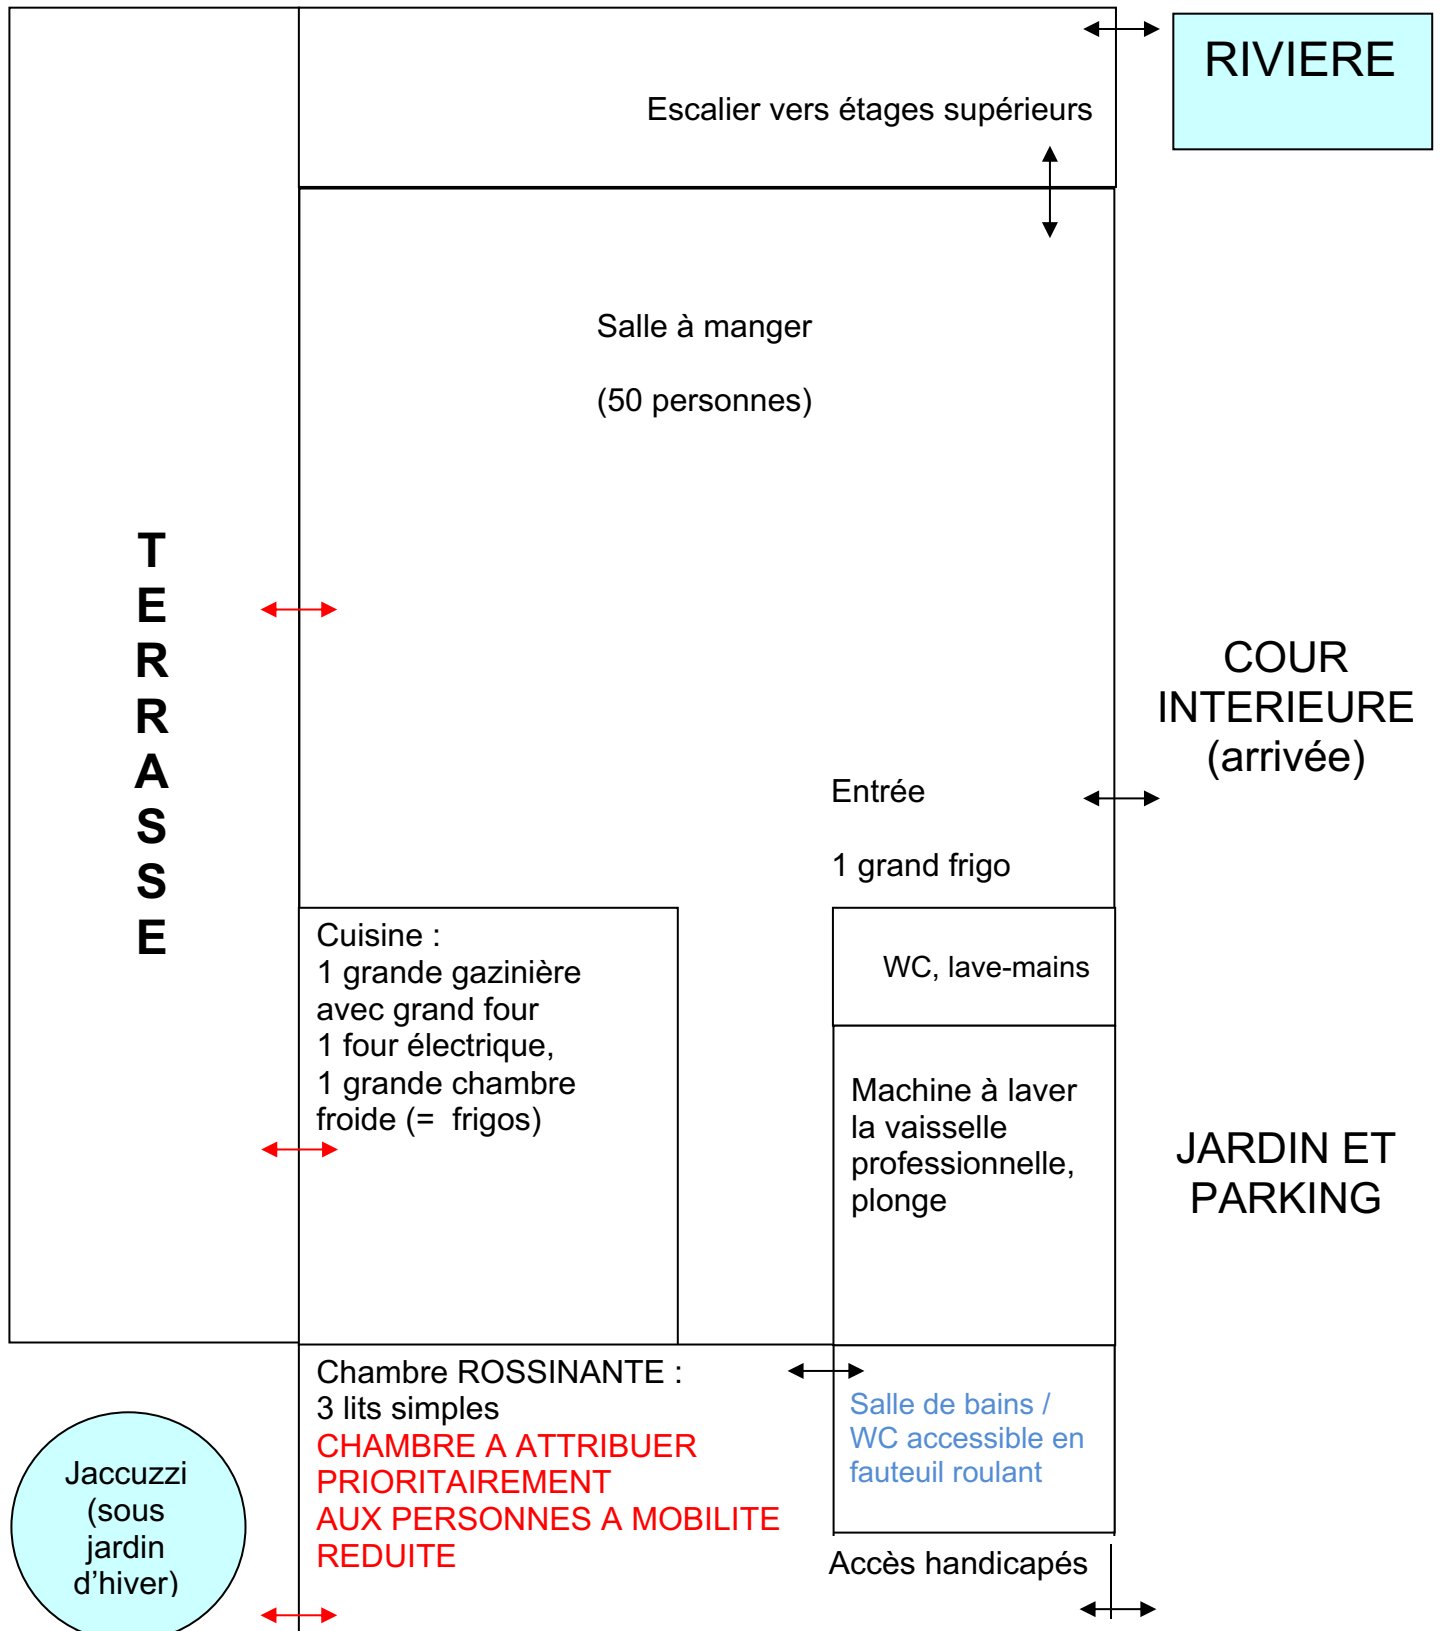 RIVIERE
Escalier vers étages supérieurs
Salle à manger
(50 personnes)
T
E
R
R
A
S
S
E
COUR
INTERIEURE
(arrivée)
Entrée
1 grand frigo
Cuisine :
1 grande gazinière
avec grand four
1 four électrique,
1 grande chambre
froide (= frigos)
WC, lave-mains
Machine à laver
la vaisselle
professionnelle,
plonge
JARDIN ET
PARKING
Chambre ROSSINANTE :
3 lits simples
CHAMBRE A ATTRIBUER
PRIORITAIREMENT
AUX PERSONNES A MOBILITE
REDUITE
Salle de bains /
WC accessible en
fauteuil roulant
Jaccuzzi
(sous
jardin
d'hiver)
Accès handicapés